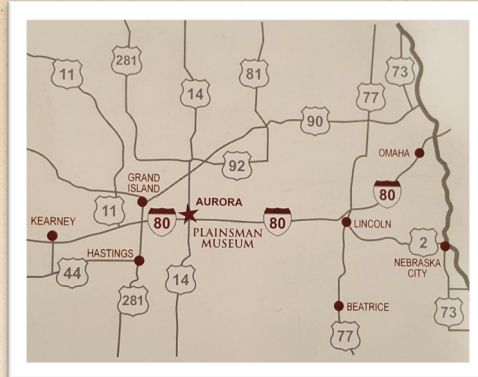 73
281
81
11
77
14
90
92
OMAHA
GRAND
ISLAND
80
AURORA
11
80
80
KEARNEY
PLAINSMAN
MUSEUM
LINCOLN
2
HASTINGS
NEBRASKA
CITY
44
14
281
BEATRICE
73
77